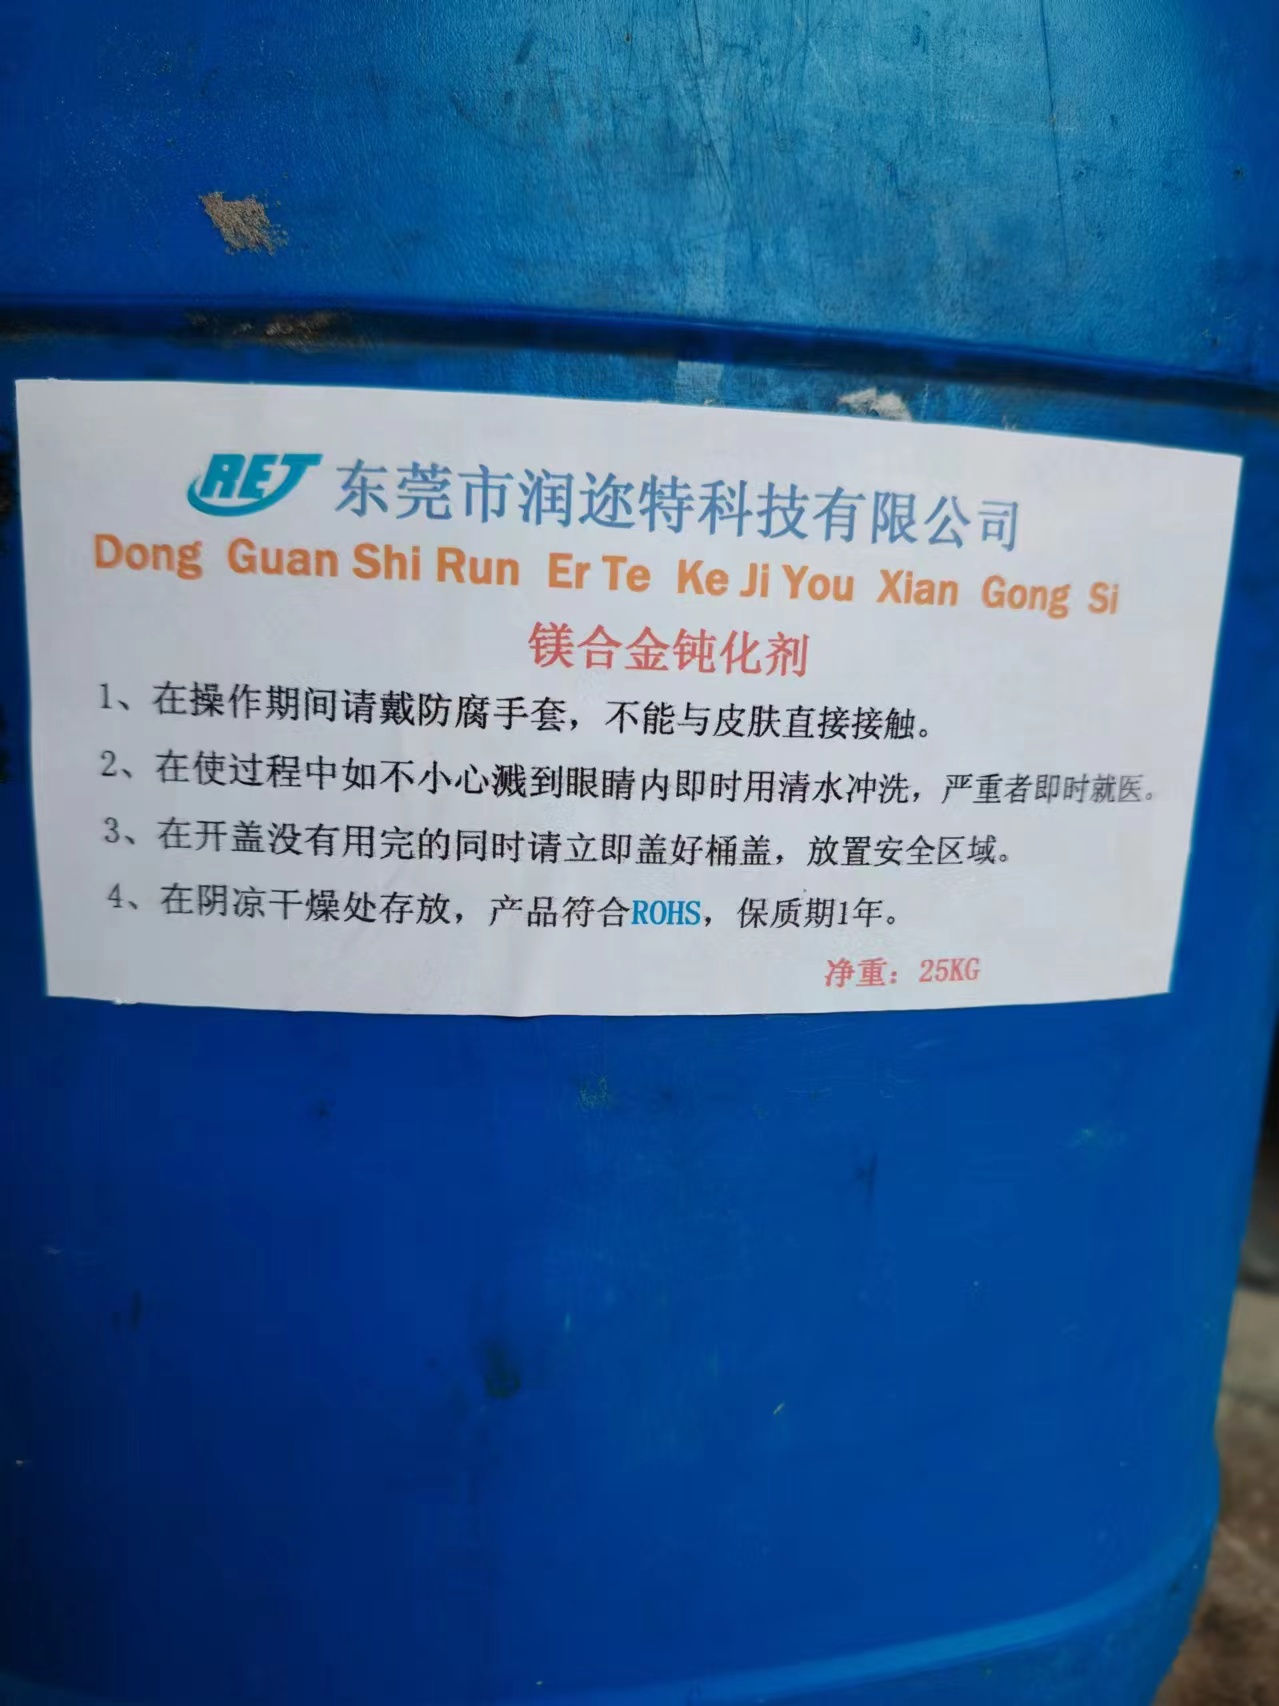 RET 东莞市润迩特科技有限公司
Dong Guan Shi Run Er Te Ke Ji You Xian Gong Si
镁合金钝化剂
1、在操作期间请戴防腐手套，不能与皮肤直接接触。
2、在使过程中如不小心溅到眼睛内即时用清水冲洗，严重者即时就医。
3、在开盖没有用完的同时请立即盖好桶盖，放置安全区域。
4、在阴凉干燥处存放，产品符合ROHS，保质期1年。
净重：25KG